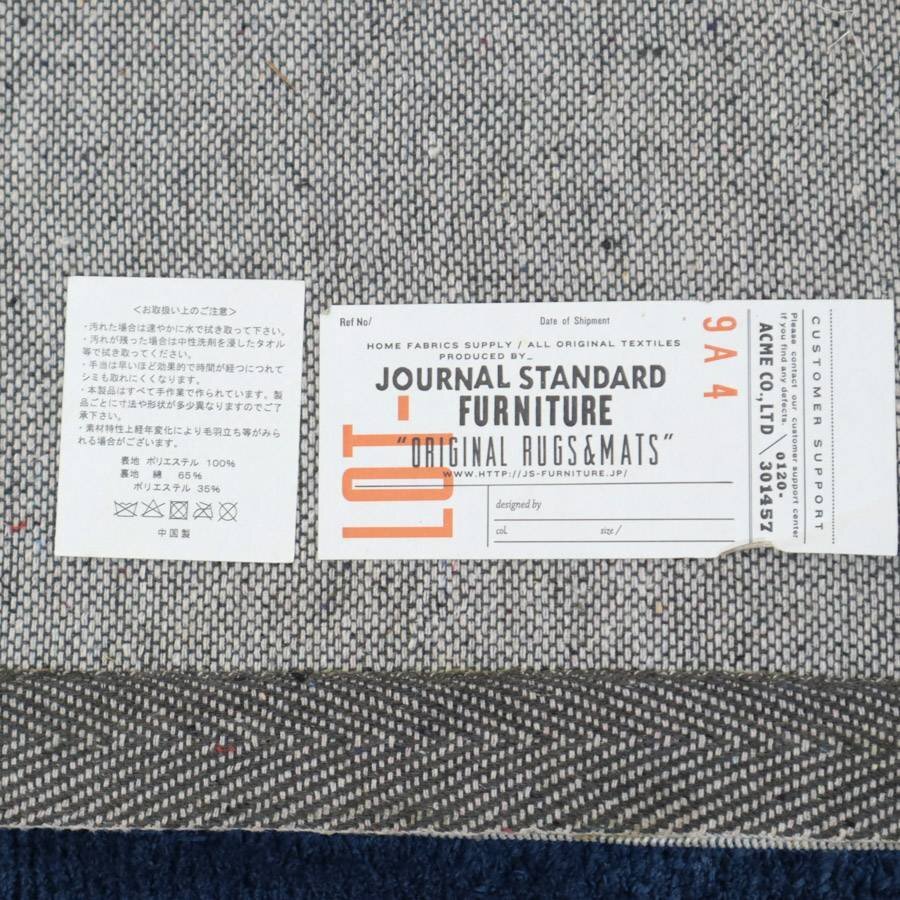 <お取扱い上のご注意>
・汚れた場合は速やかに水で拭き取って下さい。
・汚れが残った場合は中性洗剤を浸したタオル
等で拭き取ってください。
・手当は早いほど効果的で時間が経つにつれて
シミも取れにくくなります。
・本製品はすべて手作業で作られています。製
品ごとに寸法や形状が多少異なりますのでご了
承下さい。
・素材特性上経年変化により毛羽立ち等がみら
れる場合がございます。
表地 ポリエステル 100%
裏地 綿 65%
ポリエステル 35%
中国製
Ref No/
Date of Shipment
HOME FABRICS SUPPLY / ALL ORIGINAL TEXTILES
PRODUCED BY_
JOURNAL STANDARD
FURNITURE
"ORIGINAL RUGS&MATS"
WWW.HTTP://JS-FURNITURE.JP/
LOT-
designed by
col.
size /
9A4
CUSTOMER SUPPORT
Please contact our customer support center
if you find any defects.
ACME CO.,LTD / 0120-301457